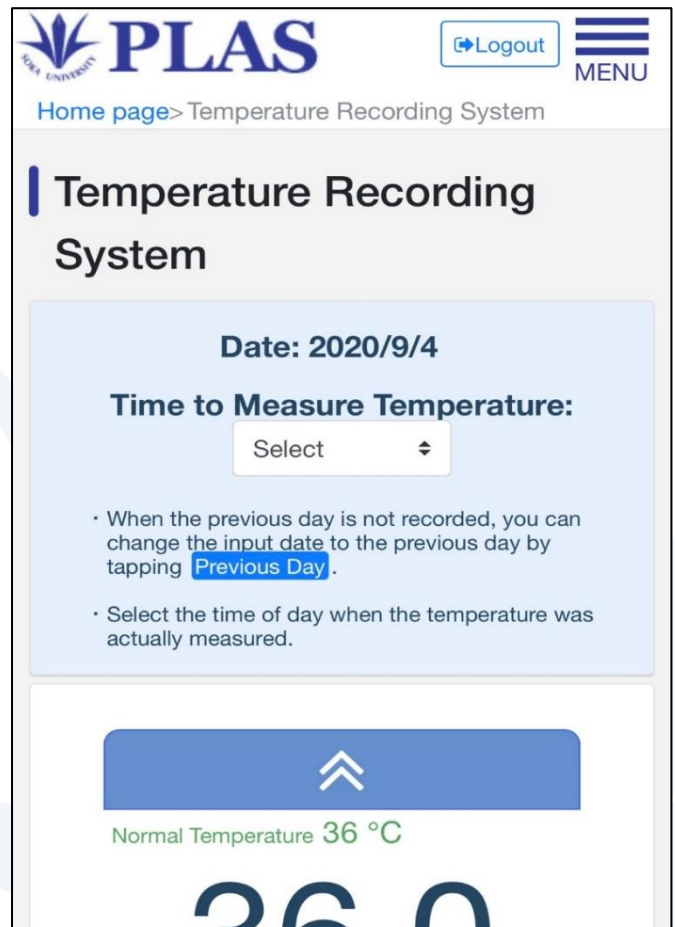 SOKA UNIVERSITY
PLAS
Logout
MENU
Home page> Temperature Recording System
Temperature Recording
System
Date: 2020/9/4
Time to Measure Temperature:
Select
・When the previous day is not recorded, you can
change the input date to the previous day by
tapping Previous Day .
・Select the time of day when the temperature was
actually measured.
Normal Temperature 36 °C
36.0